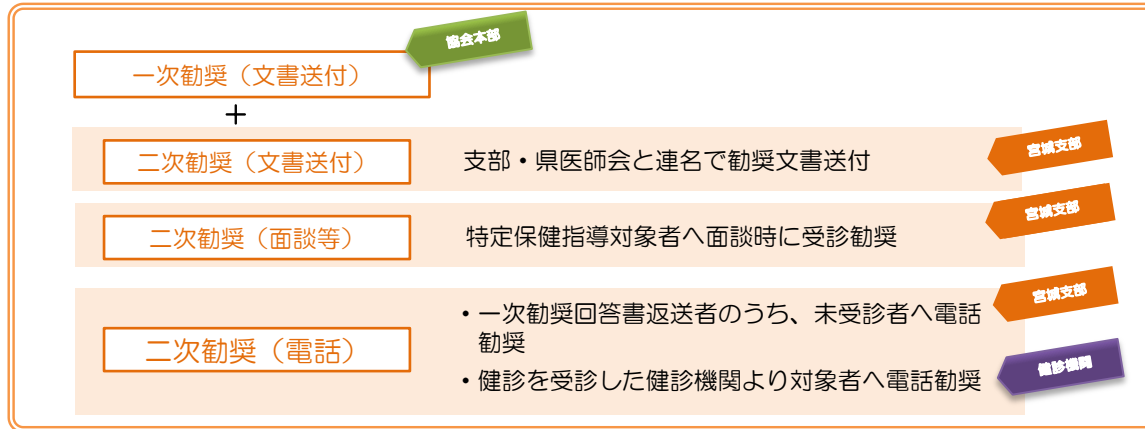 協会本部
一次勧奨（文書送付）
＋
二次勧奨（文書送付）
支部・県医師会と連名で勧奨文書送付
宮城支部
二次勧奨（面談等）
特定保健指導対象者へ面談時に受診勧奨
宮城支部
二次勧奨（電話）
・一次勧奨回答書返送者のうち、未受診者へ電話
勧奨
宮城支部
・健診を受診した健診機関より対象者へ電話勧奨
健診機関